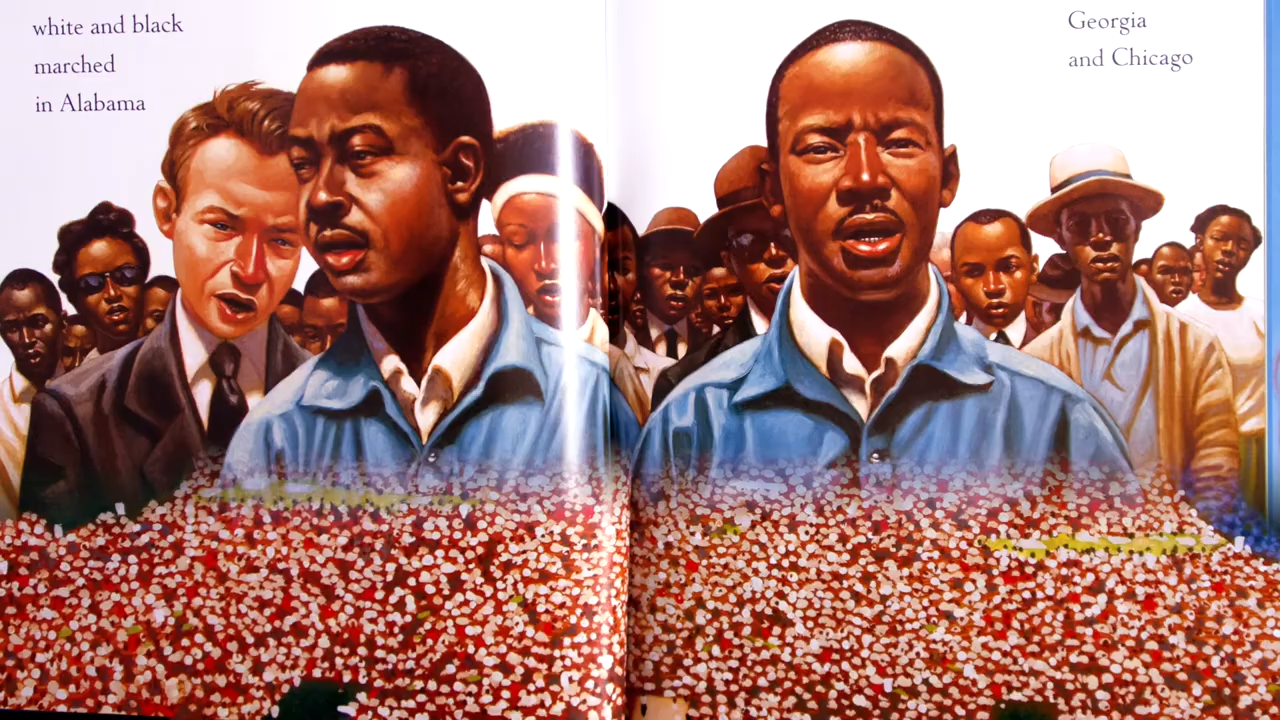 white and black
marched
in Alabama
Georgia
and Chicago